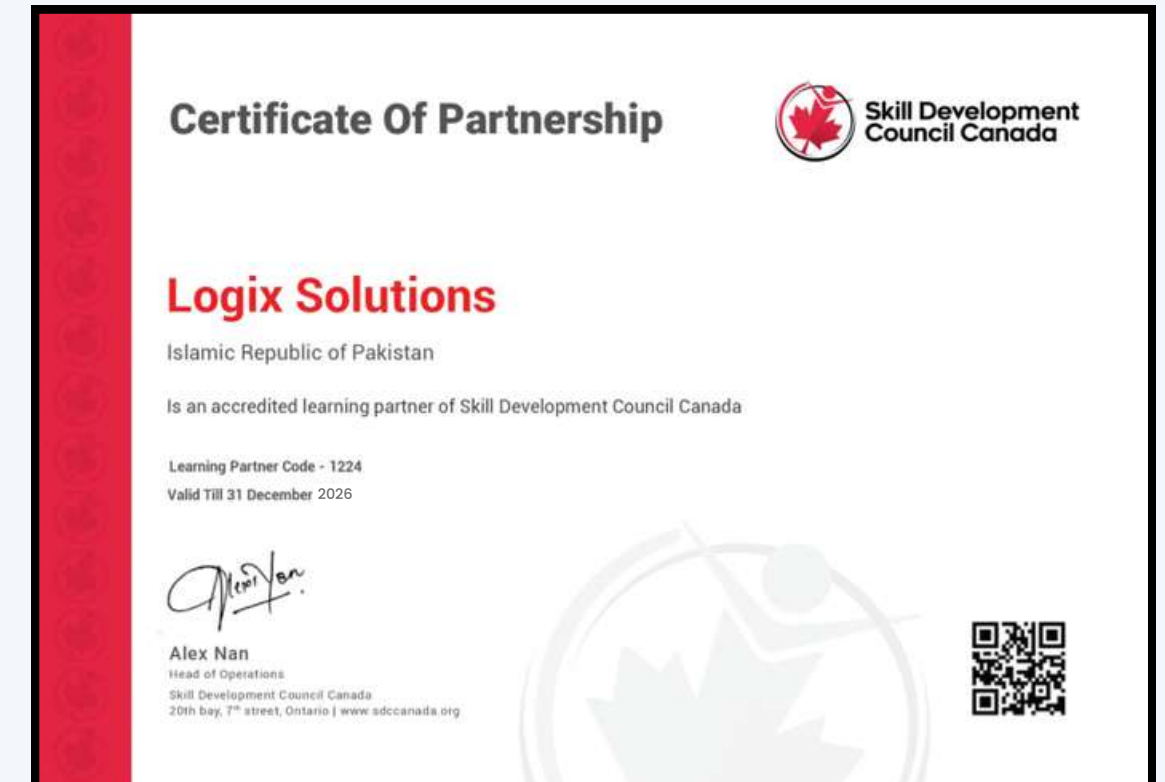 Certificate Of Partnership
Skill Development
Council Canada
Logix Solutions
Islamic Republic of Pakistan
Is an accredited learning partner of Skill Development Council Canada
Learning Partner Code - 1224
Valid Till 31 December 2026
Alex Nan
Alex Nan
Head of Operations
Skill Development Council Canada
20th bay, 7th street, Ontario | www.sdccanada.org